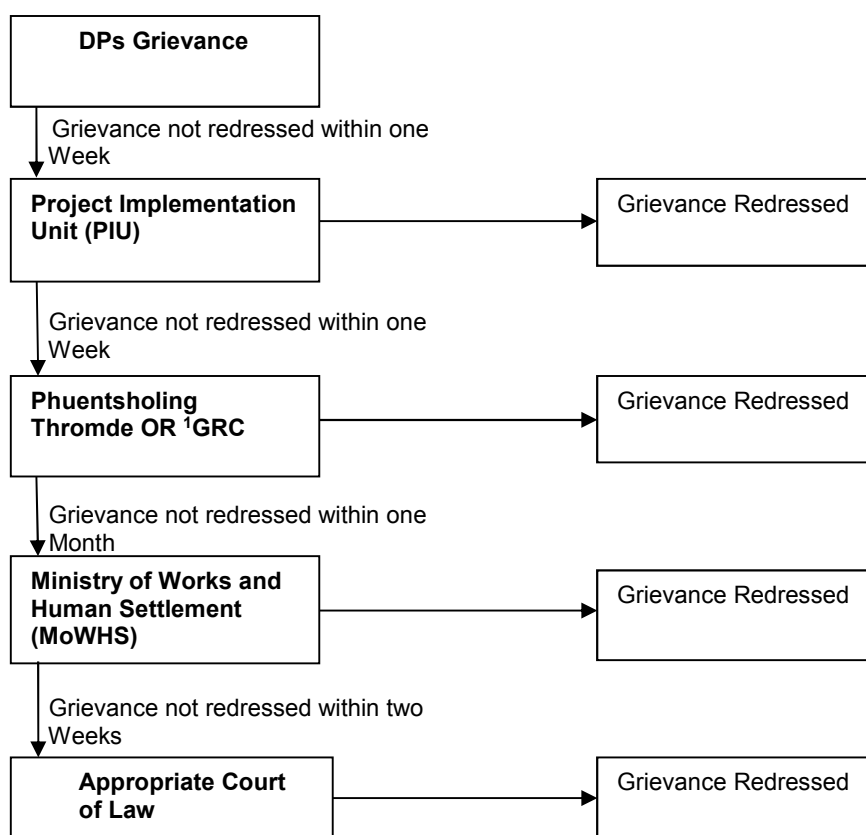 DPs Grievance
Grievance not redressed within one
Week
Project Implementation
Unit (PIU)
Grievance Redressed
Grievance not redressed within one
Week
Phuentsholing
Thromde OR ¹GRC
Grievance Redressed
Grievance not redressed within one
Month
Ministry of Works and
Human Settlement
(MoWHS)
Grievance Redressed
Grievance not redressed within two
Weeks
Appropriate Court
of Law
Grievance Redressed